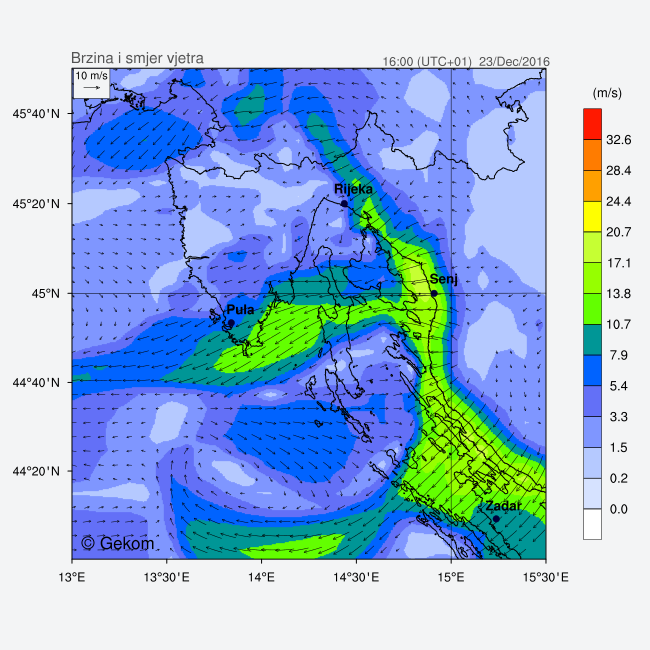 Brzina i smjer vjetra
16:00 (UTC+01) 23/Dec/2016
10 m/s
(m/s)
45°40'N
45°20'N
45°N
44°40'N
44°20'N
32.6
28.4
24.4
20.7
17.1
13.8
10.7
7.9
5.4
3.3
1.5
0.2
0.0
Rijeka
Senj
Pula
Zadar
© Gekom
13°E
13°30'E
14°E
14°30'E
15°E
15°30'E